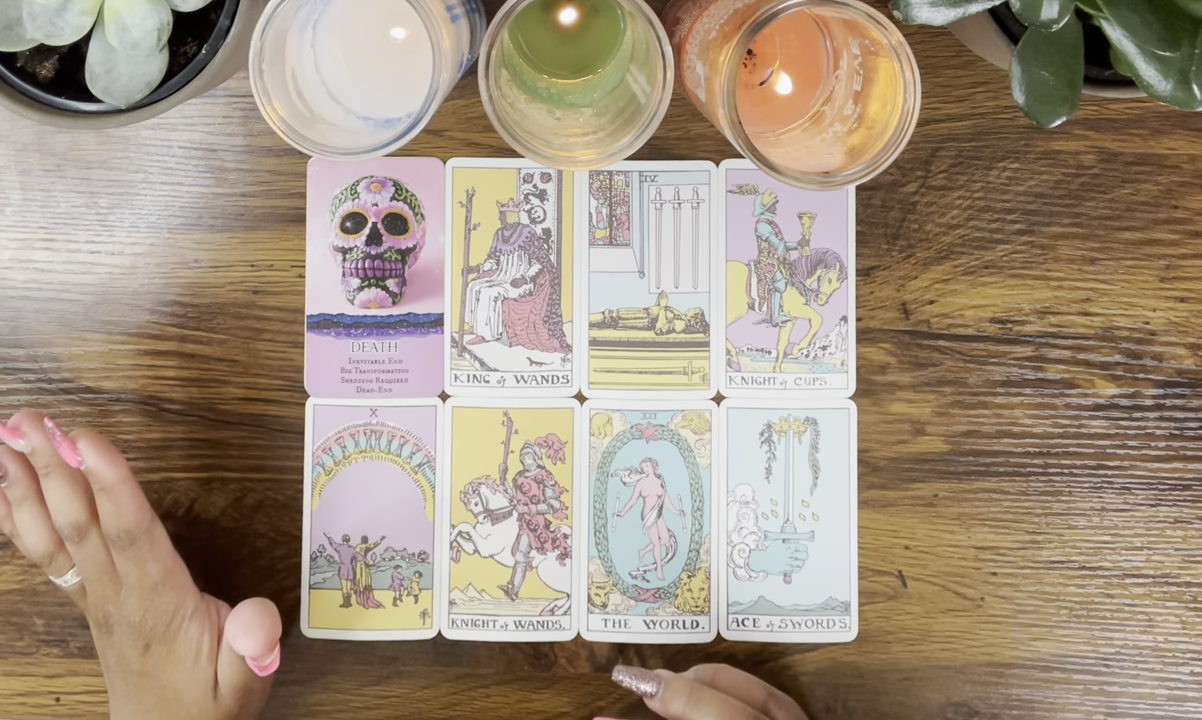 IV
DEATH
INEVITABLE END
BIG TRANSFORMATION
SHEDDING REQUIRED
DEAD-END
KING of WANDS
KNIGHT of CUPS.
X
XXI
KNIGHT of WANDS.
THE WORLD.
ACE of SWORDS.